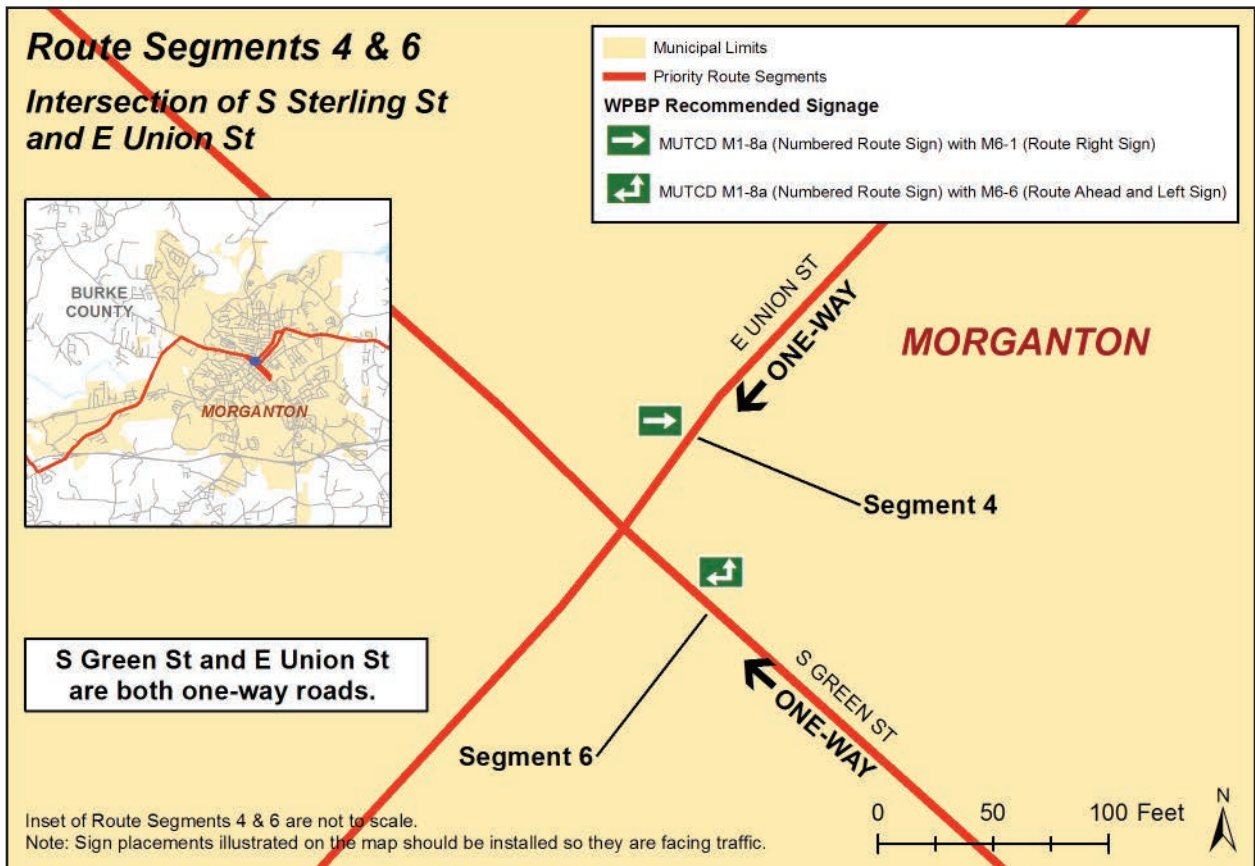 Route Segments 4 & 6
Intersection of S Sterling St
and E Union St
Municipal Limits
Priority Route Segments
WPBP Recommended Signage
MUTCD M1-8a (Numbered Route Sign) with M6-1 (Route Right Sign)
MUTCD M1-8a (Numbered Route Sign) with M6-6 (Route Ahead and Left Sign)
BURKE
COUNTY
MORGANTON
E UNION ST
ONE-WAY
MORGANTON
Segment 4
S Green St and E Union St
are both one-way roads.
S GREEN ST
ONE-WAY
Segment 6
0 50 100 Feet
N
Inset of Route Segments 4 & 6 are not to scale.
Note: Sign placements illustrated on the map should be installed so they are facing traffic.